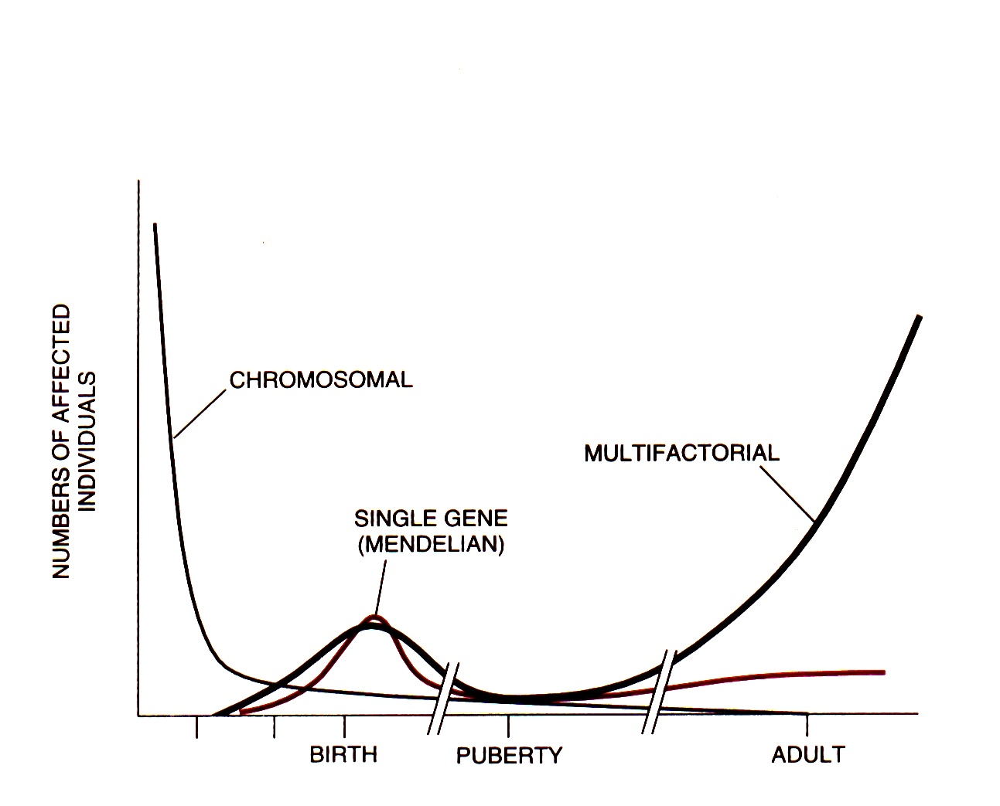 NUMBERS OF AFFECTED
INDIVIDUALS
CHROMOSOMAL
MULTIFACTORIAL
SINGLE GENE
(MENDELIAN)
BIRTH
PUBERTY
ADULT